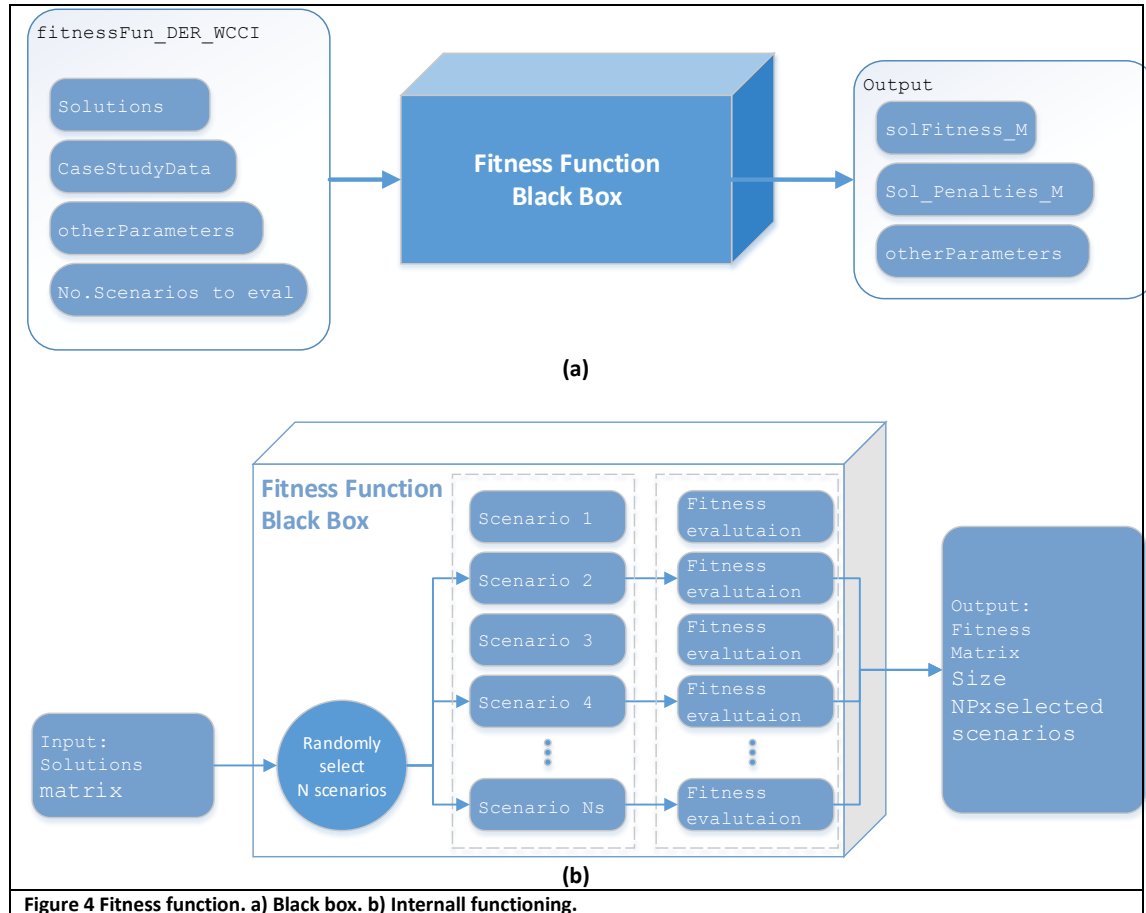 fitnessFun_DER_WCCI
Solutions
CaseStudyData
otherParameters
No.Scenarios to eval
Fitness Function
Black Box
Output
solFitness_M
Sol_Penalties_M
otherParameters
(a)
Fitness Function
Black Box
Input:
Solutions
matrix
Randomly
select
N scenarios
Scenario 1
Scenario 2
Scenario 3
Scenario 4
Scenario Ns
Fitness
evalutaion
Fitness
evalutaion
Fitness
evalutaion
Fitness
evalutaion
Fitness
evalutaion
Output:
Fitness
Matrix
Size
NPxselected
scenarios
(b)
Figure 4 Fitness function. a) Black box. b) Internall functioning.